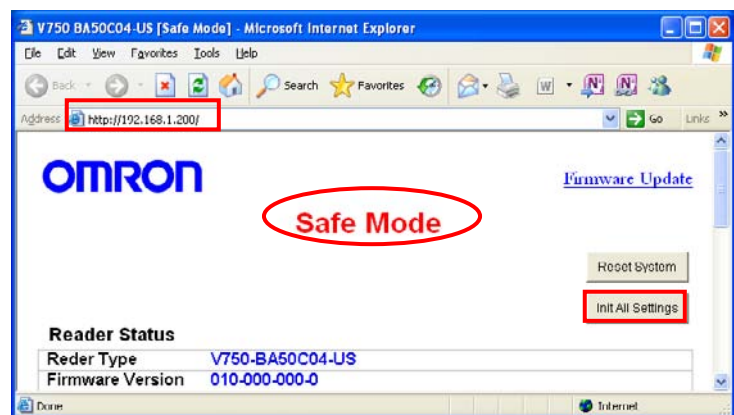 V750 BA50C04-US [Safe Mode] - Microsoft Internet Explorer
File Edit View Favorites Tools Help
Back Search Favorites
Address http://192.168.1.200/ Go Links »
OMRON
Firmware Update
Safe Mode
Reset System
Init All Settings
Reader Status
Reder Type V750-BA50C04-US
Firmware Version 010-000-000-0
Done Internet